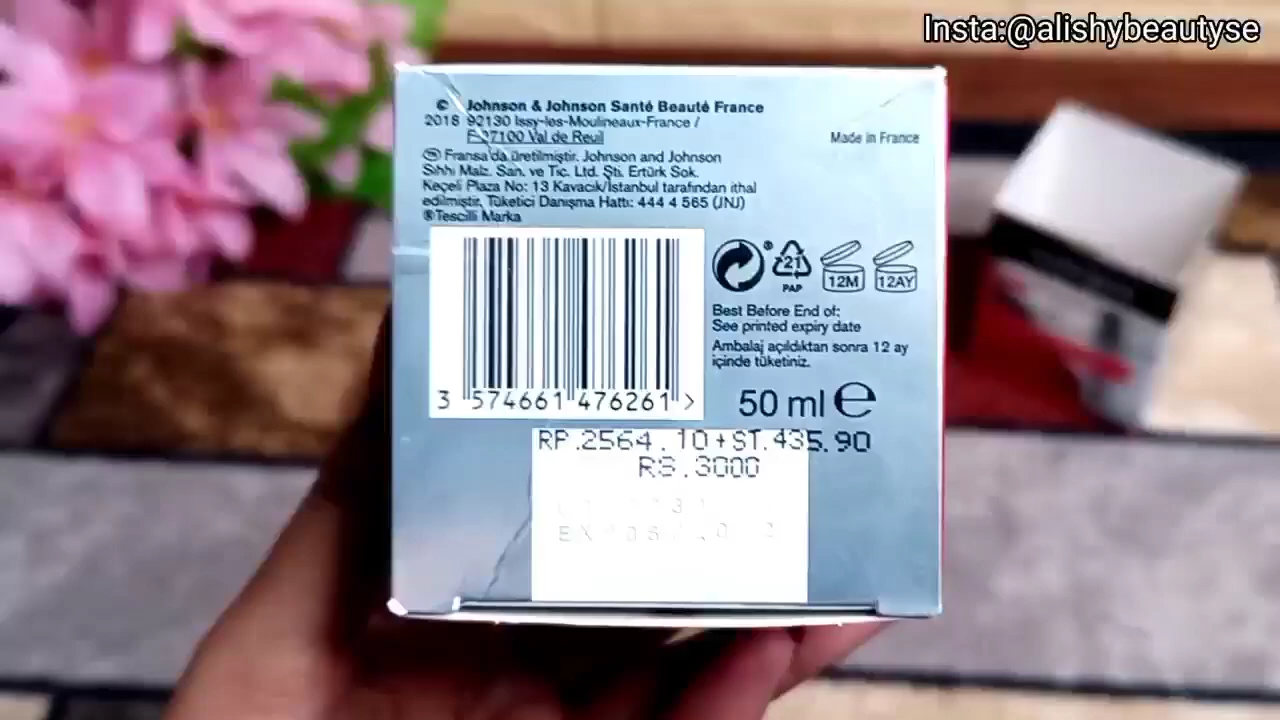 Insta:@alishybeautyse
© Johnson & Johnson Santé Beauté France
2018 92130 Issy-les-Moulineaux-France /
F-27100 Val de Reuil
Made in France
Fransa'da üretilmiştir. Johnson and Johnson
Sıhhi Malz. San. ve Tic. Ltd. Şti. Ertürk Sok.
Keçeli Plaza No: 13 Kavacık/İstanbul tarafından ithal
edilmiştir, Tüketici Danışma Hattı: 444 4 565 (JNJ)
®Tescilli Marka
® 21 12M 12AY
PAP
Best Before End of:
See printed expiry date
Ambalaj açıldıktan sonra 12 ay
içinde tüketiniz.
3 574661 476261 >
50 ml e
RP.2564.10+ST.435.90
RS.3000